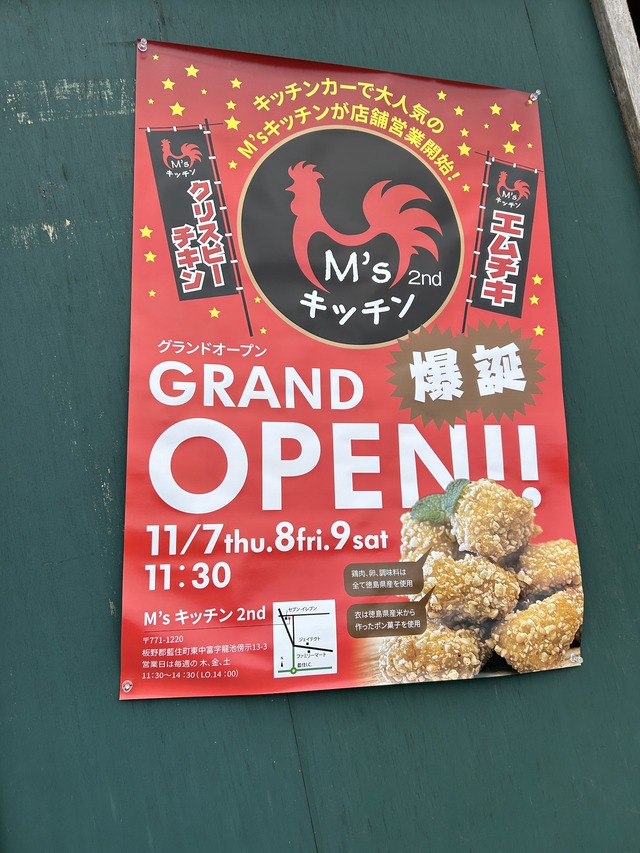 キッチンカーで大人気の
M'sキッチンが店舗営業開始!
M's
キッチン
クリスピー
チキン
M's
キッチン
エムチキ
M's 2nd
キッチン
グランドオープン
爆誕
GRAND
OPEN!!
11/7thu.8fri.9sat
11:30
鶏肉、卵、調味料は
全て徳島県産を使用
衣は徳島県産米から
作ったポン菓子を使用
M's キッチン 2nd
〒771-1220
板野郡藍住町東中富字龍池傍示13-3
営業日は毎週の 木、金、土
11:30〜14:30(LO.14:00)
セブン-イレブン
ジェイテクト
ファミリーマート
藍住I.C.